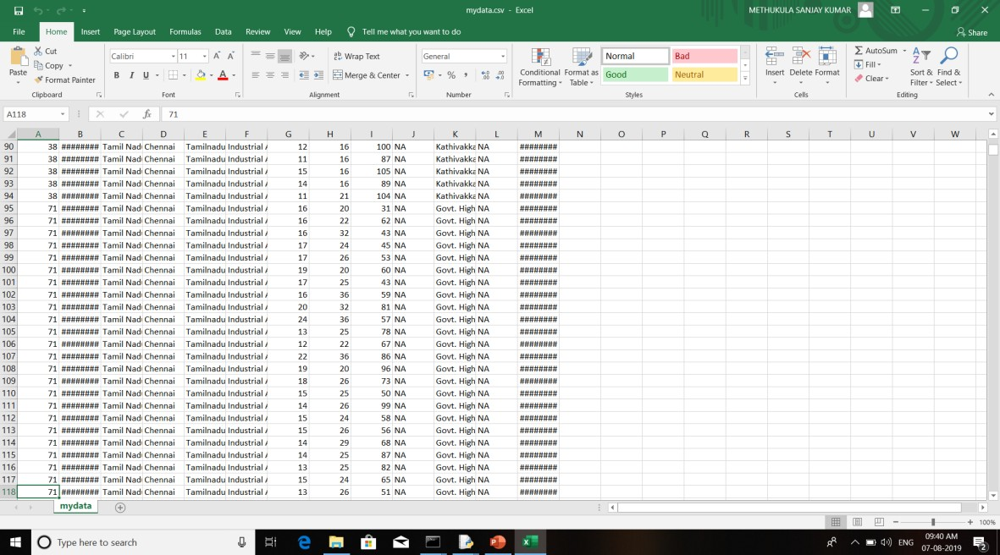 mydata.csv - Excel
METHUKULA SANJAY KUMAR
File Home Insert Page Layout Formulas Data Review View Help Tell me what you want to do Share
Paste Cut Copy Format Painter
Calibri 11 A A Wrap Text General Conditional Formatting Format as Table Normal Bad Good Neutral Insert Delete Format AutoSum Fill Clear Sort & Filter Find & Select
B I U A Merge & Center % ,
Clipboard Font Alignment Number Styles Cells Editing
A118 fx 71
A B C D E F G H I J K L M N O P Q R S T U V W
90 38 ######## Tamil Nad Chennai Tamilnadu Industrial 12 16 100 NA Kathivakka NA ########
91 38 ######## Tamil Nad Chennai Tamilnadu Industrial 11 16 87 NA Kathivakka NA ########
92 38 ######## Tamil Nad Chennai Tamilnadu Industrial 15 16 105 NA Kathivakka NA ########
93 38 ######## Tamil Nad Chennai Tamilnadu Industrial 14 16 89 NA Kathivakka NA ########
94 38 ######## Tamil Nad Chennai Tamilnadu Industrial 11 21 104 NA Kathivakka NA ########
95 71 ######## Tamil Nad Chennai Tamilnadu Industrial 16 20 31 NA Govt. High NA ########
96 71 ######## Tamil Nad Chennai Tamilnadu Industrial 16 22 62 NA Govt. High NA ########
97 71 ######## Tamil Nad Chennai Tamilnadu Industrial 16 32 43 NA Govt. High NA ########
98 71 ######## Tamil Nad Chennai Tamilnadu Industrial 17 24 45 NA Govt. High NA ########
99 71 ######## Tamil Nad Chennai Tamilnadu Industrial 17 26 53 NA Govt. High NA ########
100 71 ######## Tamil Nad Chennai Tamilnadu Industrial 19 20 60 NA Govt. High NA ########
101 71 ######## Tamil Nad Chennai Tamilnadu Industrial 17 25 43 NA Govt. High NA ########
102 71 ######## Tamil Nad Chennai Tamilnadu Industrial 16 36 59 NA Govt. High NA ########
103 71 ######## Tamil Nad Chennai Tamilnadu Industrial 20 32 81 NA Govt. High NA ########
104 71 ######## Tamil Nad Chennai Tamilnadu Industrial 24 36 57 NA Govt. High NA ########
105 71 ######## Tamil Nad Chennai Tamilnadu Industrial 13 25 78 NA Govt. High NA ########
106 71 ######## Tamil Nad Chennai Tamilnadu Industrial 12 22 67 NA Govt. High NA ########
107 71 ######## Tamil Nad Chennai Tamilnadu Industrial 22 36 86 NA Govt. High NA ########
108 71 ######## Tamil Nad Chennai Tamilnadu Industrial 19 20 96 NA Govt. High NA ########
109 71 ######## Tamil Nad Chennai Tamilnadu Industrial 18 26 73 NA Govt. High NA ########
110 71 ######## Tamil Nad Chennai Tamilnadu Industrial 15 25 50 NA Govt. High NA ########
111 71 ######## Tamil Nad Chennai Tamilnadu Industrial 14 26 99 NA Govt. High NA ########
112 71 ######## Tamil Nad Chennai Tamilnadu Industrial 15 24 58 NA Govt. High NA ########
113 71 ######## Tamil Nad Chennai Tamilnadu Industrial 15 26 56 NA Govt. High NA ########
114 71 ######## Tamil Nad Chennai Tamilnadu Industrial 14 29 68 NA Govt. High NA ########
115 71 ######## Tamil Nad Chennai Tamilnadu Industrial 14 25 87 NA Govt. High NA ########
116 71 ######## Tamil Nad Chennai Tamilnadu Industrial 13 25 82 NA Govt. High NA ########
117 71 ######## Tamil Nad Chennai Tamilnadu Industrial 15 24 65 NA Govt. High NA ########
118 71 ######## Tamil Nad Chennai Tamilnadu Industrial 13 26 51 NA Govt. High NA ########
mydata
100%
Type here to search
ENG 09:40 AM
07-08-2019 2